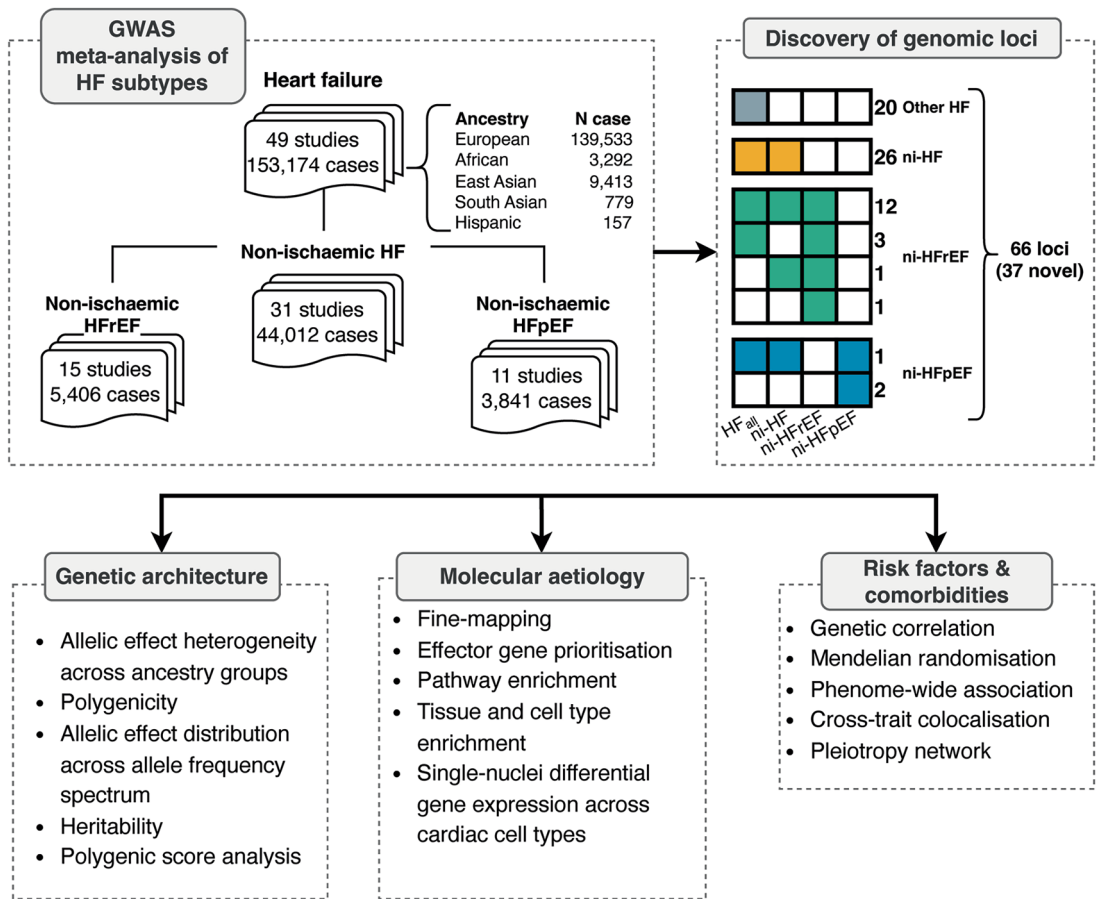 GWAS
meta-analysis of
HF subtypes
Heart failure
49 studies
153,174 cases
Ancestry N case
European 139,533
African 3,292
East Asian 9,413
South Asian 779
Hispanic 157
Non-ischaemic HF
31 studies
44,012 cases
Non-ischaemic
HFrEF
15 studies
5,406 cases
Non-ischaemic
HFpEF
11 studies
3,841 cases
Discovery of genomic loci
20 Other HF
26 ni-HF
12
3
ni-HFrEF
1
1
1
ni-HFpEF
2
HFall
ni-HF
ni-HFrEF
ni-HFpEF
66 loci
(37 novel)
Genetic architecture
• Allelic effect heterogeneity
across ancestry groups
• Polygenicity
• Allelic effect distribution
across allele frequency
spectrum
• Heritability
• Polygenic score analysis
Molecular aetiology
• Fine-mapping
• Effector gene prioritisation
• Pathway enrichment
• Tissue and cell type
enrichment
• Single-nuclei differential
gene expression across
cardiac cell types
Risk factors &
comorbidities
• Genetic correlation
• Mendelian randomisation
• Phenome-wide association
• Cross-trait colocalisation
• Pleiotropy network